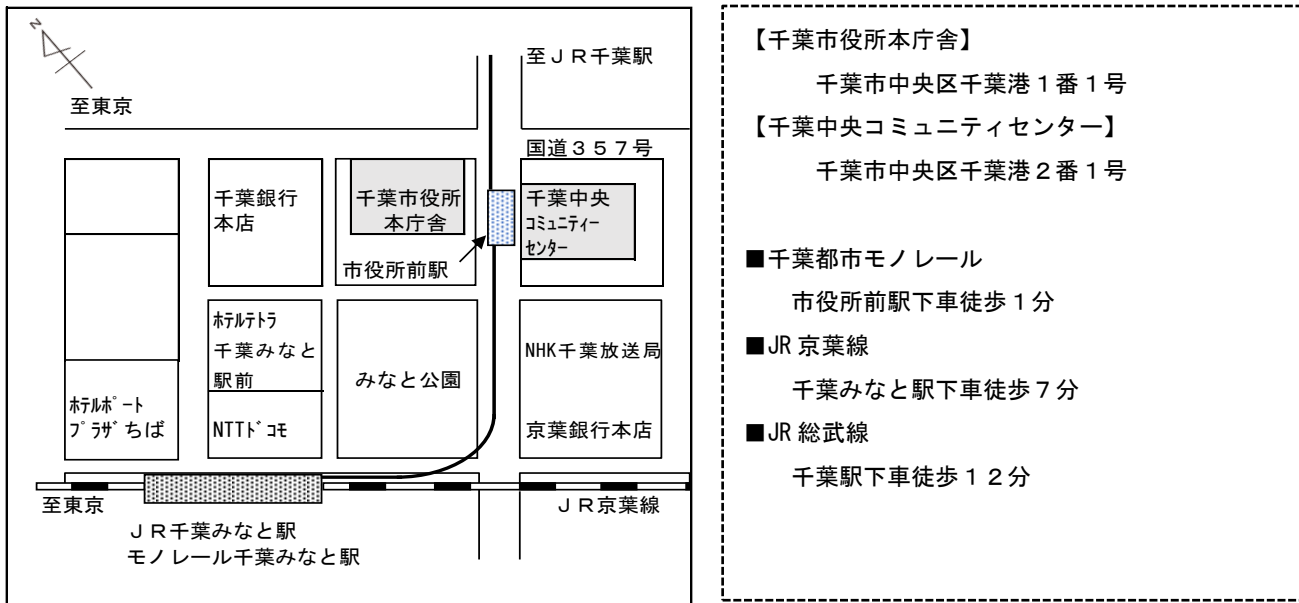 N
至ＪＲ千葉駅
至東京
国道３５７号
千葉銀行
本店
千葉市役所
本庁舎
千葉中央
ｺﾐｭﾆﾃｨｰ
ｾﾝﾀｰ
市役所前駅
ﾎﾃﾙﾃﾄﾗ
千葉みなと
駅前
みなと公園
NHK千葉放送局
ﾎﾃﾙﾎﾟｰﾄ
ﾌﾟﾗｻﾞちば
NTTﾄﾞｺﾓ
京葉銀行本店
至東京
ＪＲ京葉線
ＪＲ千葉みなと駅
モノレール千葉みなと駅
【千葉市役所本庁舎】
千葉市中央区千葉港１番１号
【千葉中央コミュニティセンター】
千葉市中央区千葉港２番１号
■千葉都市モノレール
市役所前駅下車徒歩１分
■JR京葉線
千葉みなと駅下車徒歩７分
■JR総武線
千葉駅下車徒歩１２分